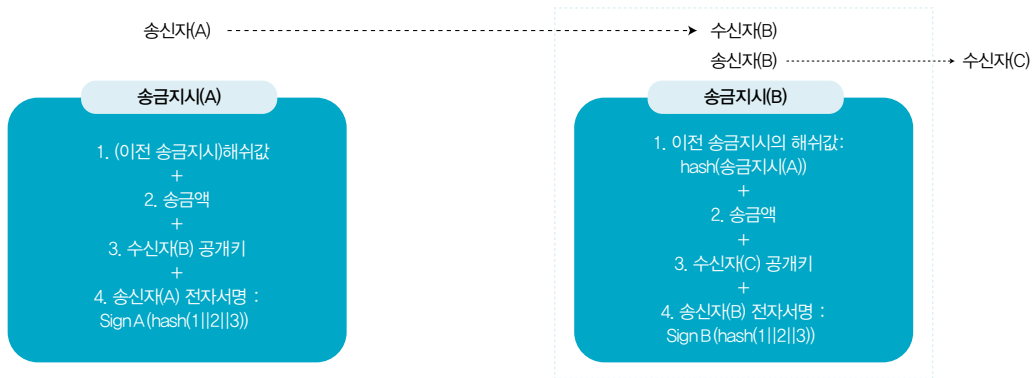 송신자(A) 수신자(B)
송신자(B) 수신자(C)
송금지시(A)
1. (이전 송금지시)해쉬값
+
2. 송금액
+
3. 수신자(B) 공개키
+
4. 송신자(A) 전자서명 :
Sign A (hash(1||2||3))
송금지시(B)
1. 이전 송금지시의 해쉬값:
hash(송금지시(A))
+
2. 송금액
+
3. 수신자(C) 공개키
+
4. 송신자(B) 전자서명 :
Sign B (hash(1||2||3))